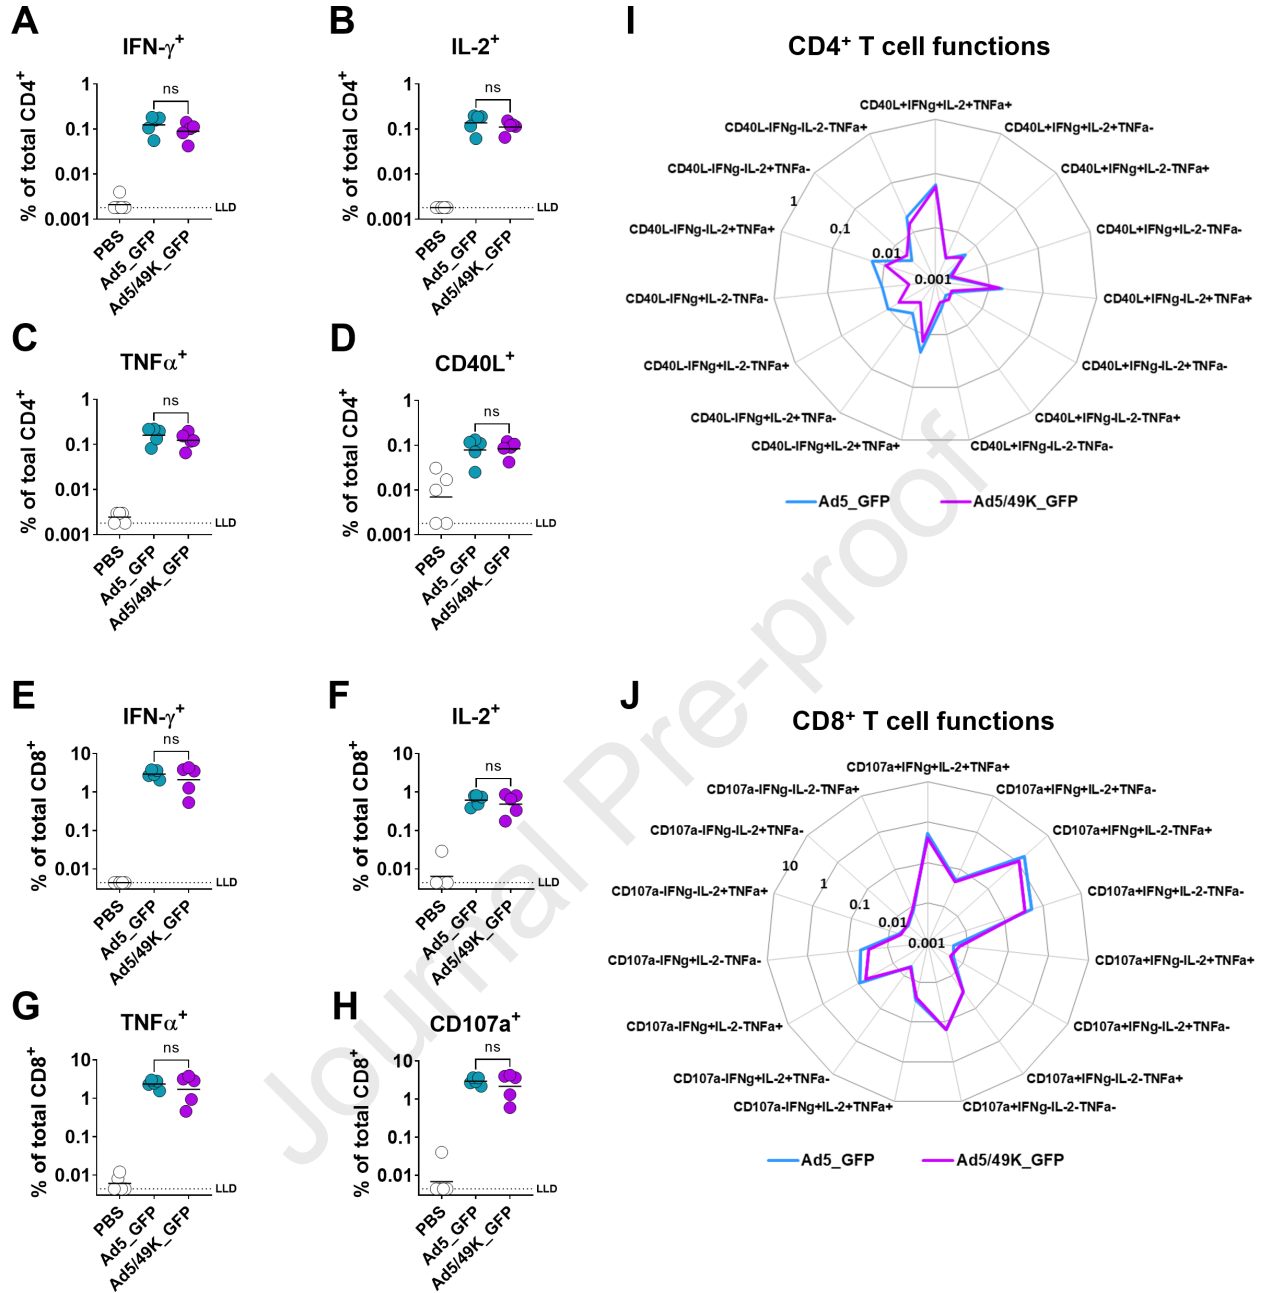 A
IFN-γ+
% of total CD4+
1
0.1
0.01
0.001
ns
LLD
PBS
Ad5_GFP
Ad5/49K_GFP
B
IL-2+
% of total CD4+
1
0.1
0.01
0.001
ns
LLD
PBS
Ad5_GFP
Ad5/49K_GFP
C
TNFα+
% of toal CD4+
1
0.1
0.01
0.001
ns
LLD
PBS
Ad5_GFP
Ad5/49K_GFP
D
CD40L+
% of total CD4+
1
0.1
0.01
0.001
ns
LLD
PBS
Ad5_GFP
Ad5/49K_GFP
E
IFN-γ+
% of total CD8+
10
1
0.1
0.01
ns
LLD
PBS
Ad5_GFP
Ad5/49K_GFP
F
IL-2+
% of total CD8+
10
1
0.1
0.01
ns
LLD
PBS
Ad5_GFP
Ad5/49K_GFP
G
TNFα+
% of total CD8+
10
1
0.1
0.01
ns
LLD
PBS
Ad5_GFP
Ad5/49K_GFP
H
CD107a+
% of total CD8+
10
1
0.1
0.01
ns
LLD
PBS
Ad5_GFP
Ad5/49K_GFP
I
CD4+ T cell functions
CD40L+IFNg+IL-2+TNFa+
CD40L+IFNg+IL-2+TNFa-
CD40L+IFNg+IL-2-TNFa+
CD40L+IFNg+IL-2-TNFa-
CD40L+IFNg-IL-2+TNFa+
CD40L+IFNg-IL-2+TNFa-
CD40L+IFNg-IL-2-TNFa+
CD40L+IFNg-IL-2-TNFa-
CD40L-IFNg+IL-2+TNFa+
CD40L-IFNg+IL-2+TNFa-
CD40L-IFNg+IL-2-TNFa+
CD40L-IFNg+IL-2-TNFa-
CD40L-IFNg-IL-2+TNFa+
CD40L-IFNg-IL-2+TNFa-
CD40L-IFNg-IL-2-TNFa+
1
0.1
0.01
0.001
Ad5_GFP
Ad5/49K_GFP
J
CD8+ T cell functions
CD107a+IFNg+IL-2+TNFa+
CD107a+IFNg+IL-2+TNFa-
CD107a+IFNg+IL-2-TNFa+
CD107a+IFNg+IL-2-TNFa-
CD107a+IFNg-IL-2+TNFa+
CD107a+IFNg-IL-2+TNFa-
CD107a+IFNg-IL-2-TNFa+
CD107a+IFNg-IL-2-TNFa-
CD107a-IFNg+IL-2+TNFa+
CD107a-IFNg+IL-2+TNFa-
CD107a-IFNg+IL-2-TNFa+
CD107a-IFNg+IL-2-TNFa-
CD107a-IFNg-IL-2+TNFa+
CD107a-IFNg-IL-2+TNFa-
CD107a-IFNg-IL-2-TNFa+
10
1
0.1
0.01
0.001
Ad5_GFP
Ad5/49K_GFP
Journal Pre-proof